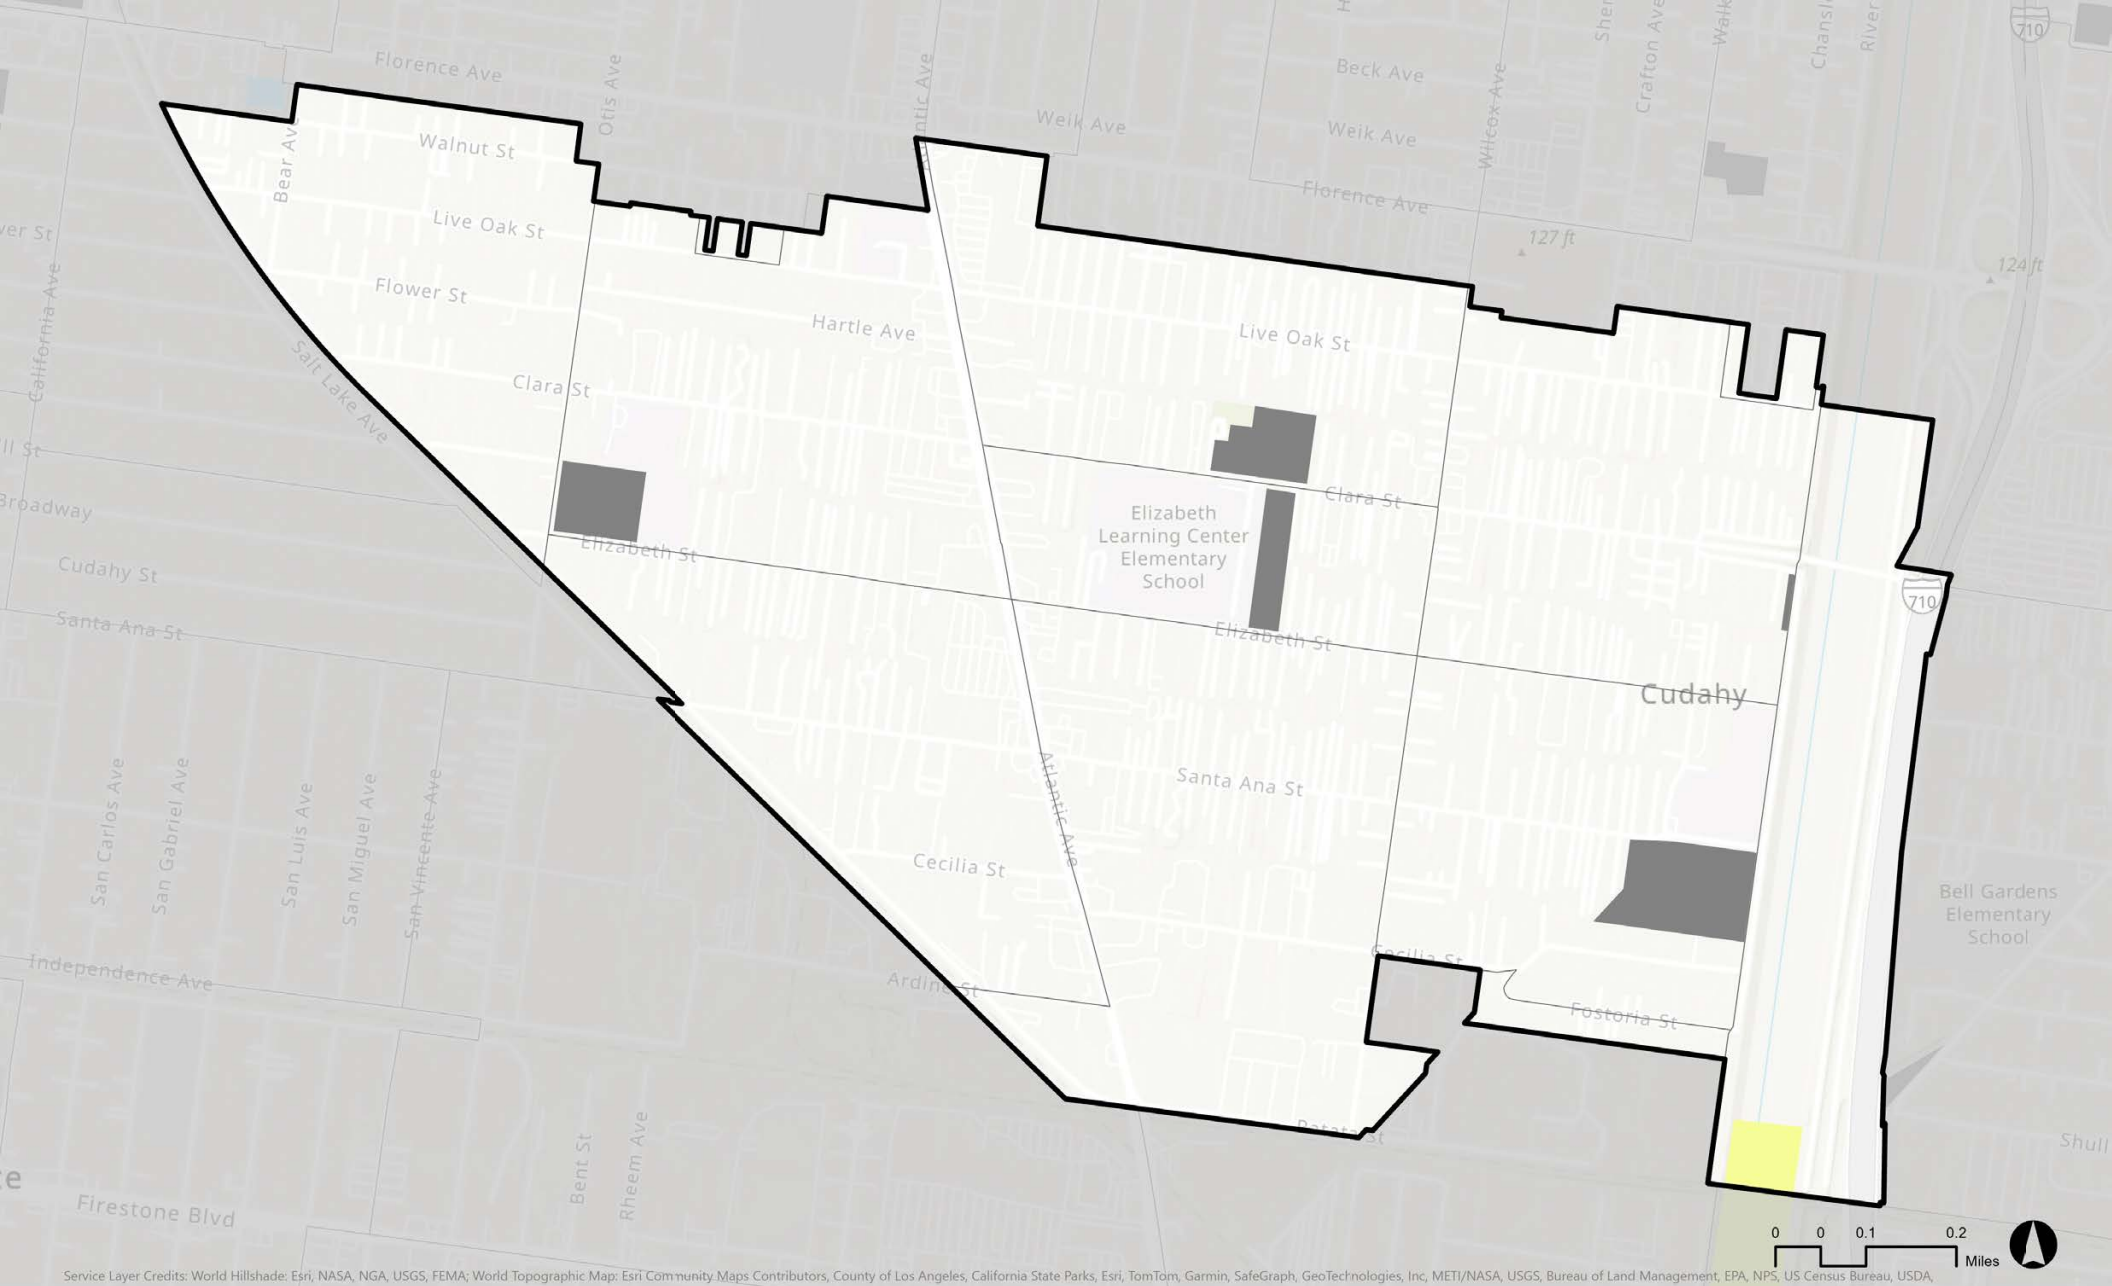 Florence Ave
Otis Ave
Beck Ave
Wilcox Ave
Crafton Ave
River
710
Weik Ave
Weik Ave
Bear Ave
Walnut St
Florence Ave
Live Oak St
127 ft
124 ft
Flower St
Hartle Ave
Live Oak St
California Ave
Salt Lake Ave
Clara St
Clara St
Broadway
Elizabeth
Learning Center
Elementary
School
Elizabeth St
Cudahy St
710
Santa Ana St
Elizabeth St
Cudahy
San Carlos Ave
San Gabriel Ave
San Luis Ave
San Miguel Ave
San Vincente Ave
Atlantic Ave
Santa Ana St
Cecilia St
Bell Gardens
Elementary
School
Cecilia St
Independence Ave
Ardine St
Fostoria St
Patata St
Bent St
Rheem Ave
Shull
Firestone Blvd
0 0 0.1 0.2
Miles
Service Layer Credits: World Hillshade: Esri, NASA, NGA, USGS, FEMA; World Topographic Map: Esri Community Maps Contributors, County of Los Angeles, California State Parks, Esri, TomTom, Garmin, SafeGraph, GeoTechnologies, Inc, METI/NASA, USGS, Bureau of Land Management, EPA, NPS, US Census Bureau, USDA,